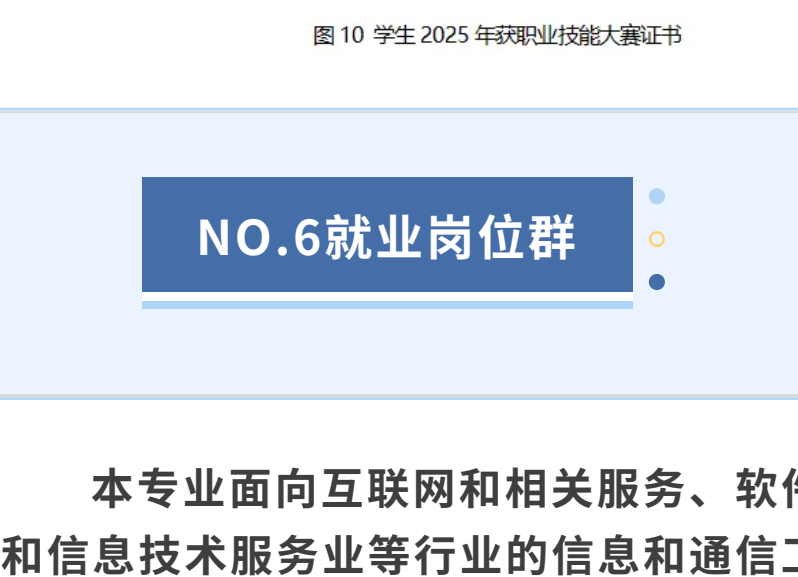 图 10 学生 2025 年获职业技能大赛证书
NO.6就业岗位群
本专业面向互联网和相关服务、软
和信息技术服务业等行业的信息和通信